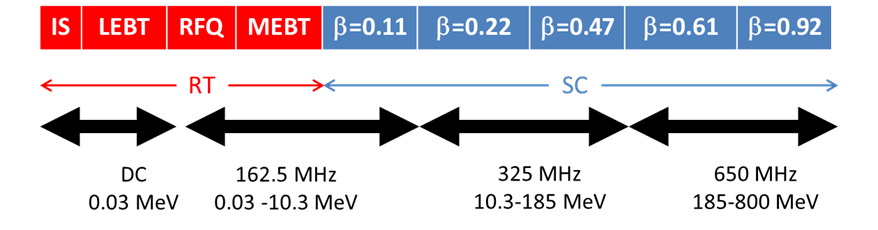 IS LEBT RFQ MEBT β=0.11 β=0.22 β=0.47 β=0.61 β=0.92
RT SC
DC 162.5 MHz 325 MHz 650 MHz
0.03 MeV 0.03 -10.3 MeV 10.3-185 MeV 185-800 MeV